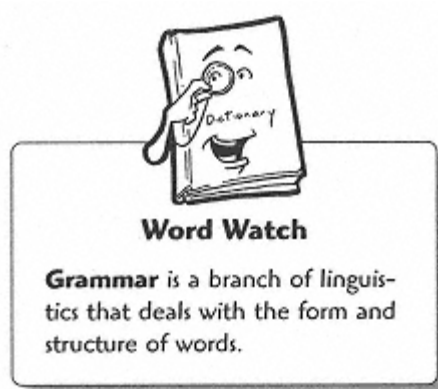 Dictionary
Word Watch
Grammar is a branch of linguis-
tics that deals with the form and
structure of words.